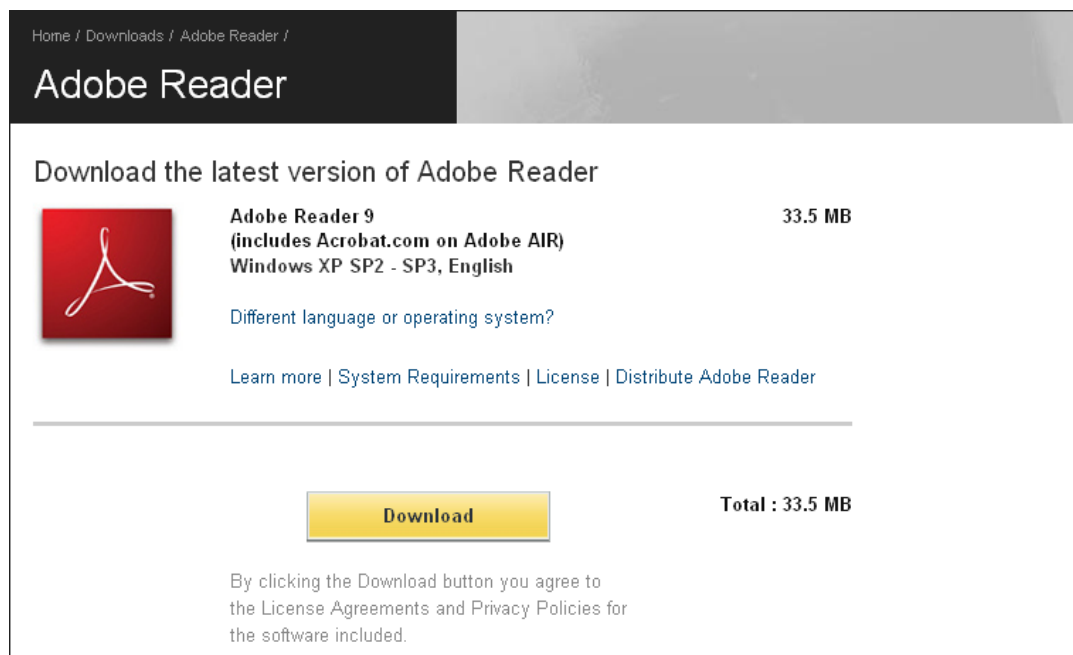 Home / Downloads / Adobe Reader /
Adobe Reader
Download the latest version of Adobe Reader
Adobe Reader 9 33.5 MB
(includes Acrobat.com on Adobe AIR)
Windows XP SP2 - SP3, English
Different language or operating system?
Learn more | System Requirements | License | Distribute Adobe Reader
Download Total : 33.5 MB
By clicking the Download button you agree to
the License Agreements and Privacy Policies for
the software included.